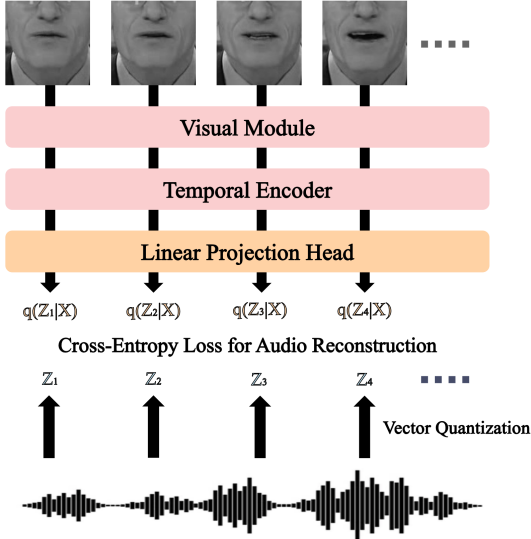 Visual Module
Temporal Encoder
Linear Projection Head
q(Z₁|X) q(Z₂|X) q(Z₃|X) q(Z₄|X)
Cross-Entropy Loss for Audio Reconstruction
Z₁ Z₂ Z₃ Z₄
Vector Quantization